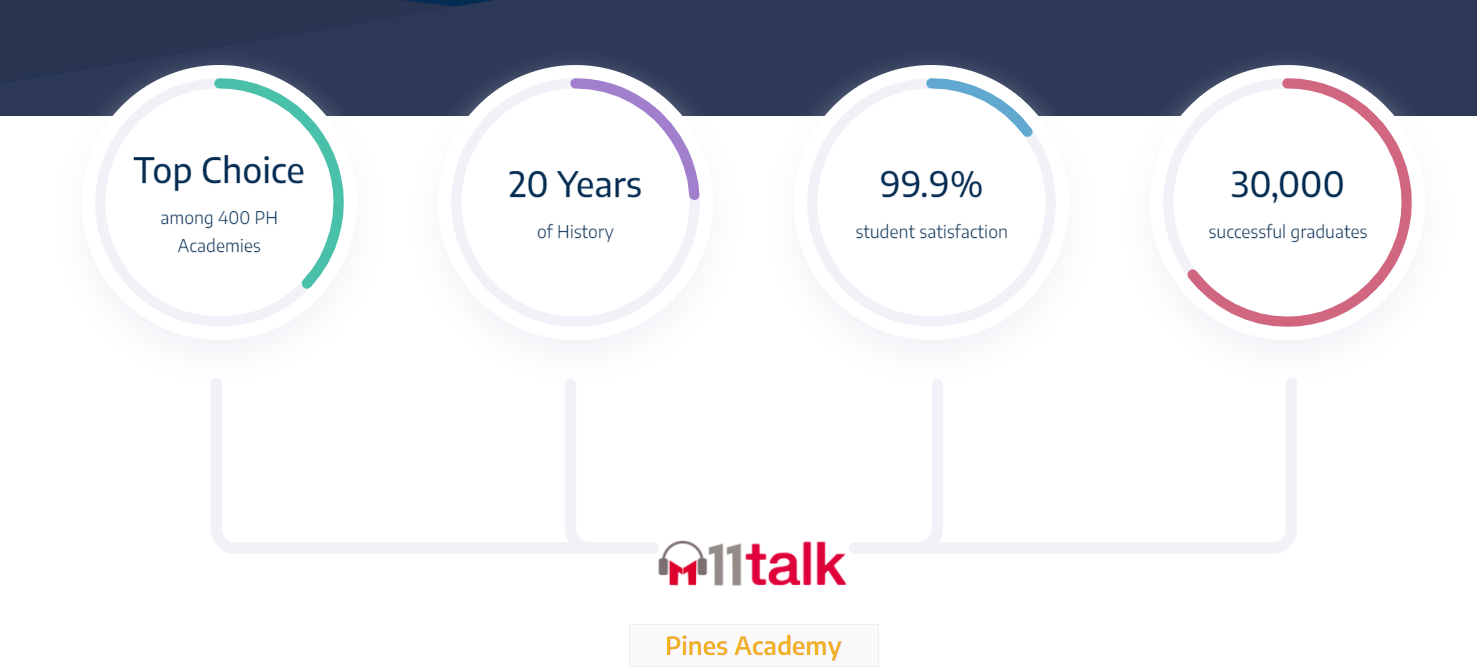 Top Choice
among 400 PH
Academies
20 Years
of History
99.9%
student satisfaction
30,000
successful graduates
M11talk
Pines Academy